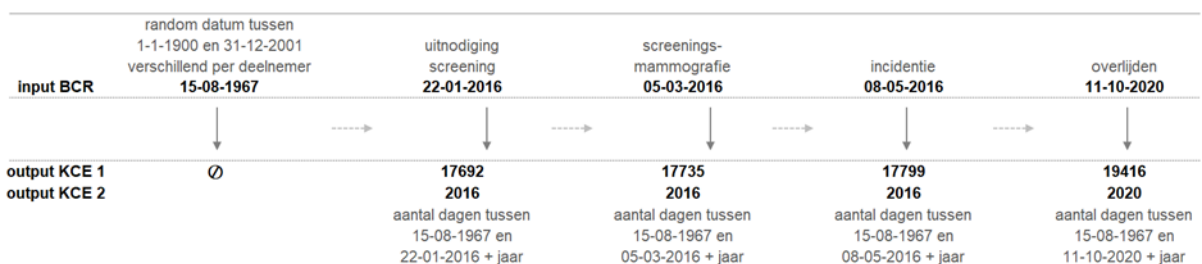 random datum tussen
1-1-1900 en 31-12-2001
verschillend per deelnemer
uitnodiging
screening
screenings-
mammografie
incidentie
overlijden
input BCR 15-08-1967 22-01-2016 05-03-2016 08-05-2016 11-10-2020
output KCE 1 ∅ 17692 17735 17799 19416
output KCE 2 2016 2016 2016 2020
aantal dagen tussen
15-08-1967 en
22-01-2016 + jaar
aantal dagen tussen
15-08-1967 en
05-03-2016 + jaar
aantal dagen tussen
15-08-1967 en
08-05-2016 + jaar
aantal dagen tussen
15-08-1967 en
11-10-2020 + jaar